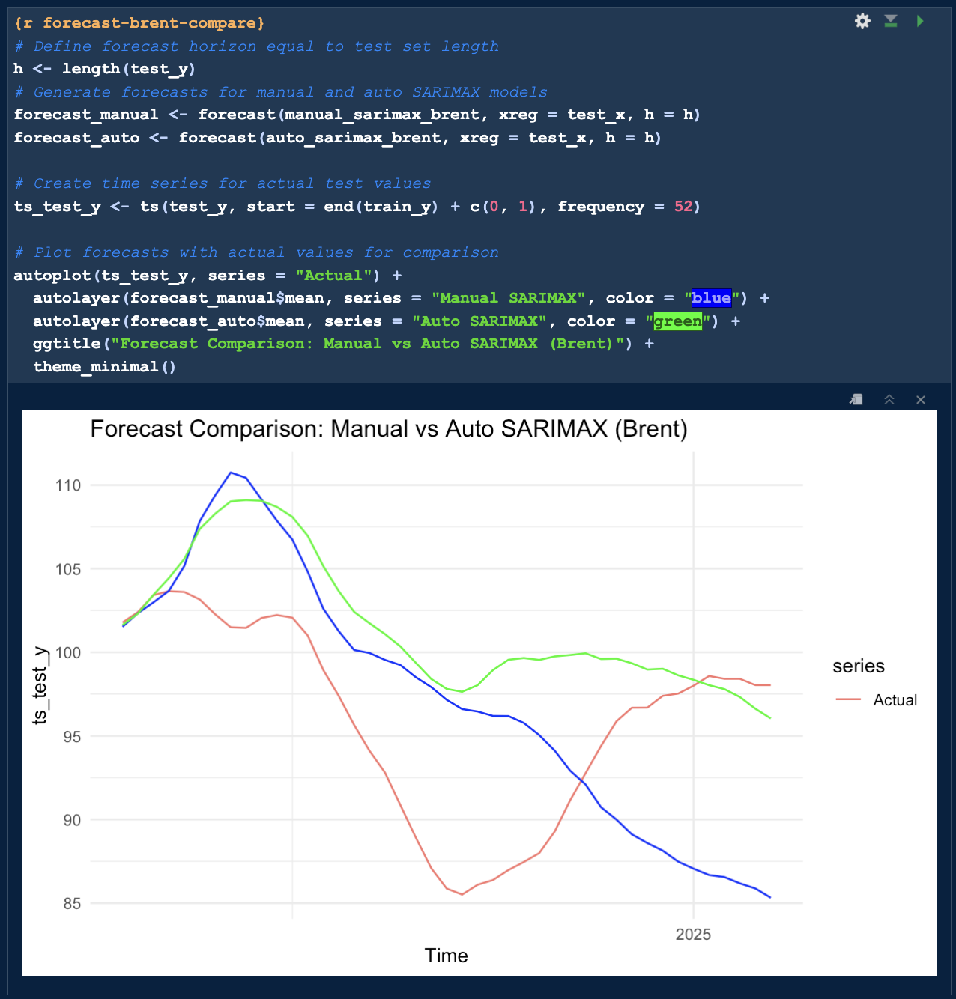 {r forecast-brent-compare}
# Define forecast horizon equal to test set length
h <- length(test_y)
# Generate forecasts for manual and auto SARIMAX models
forecast_manual <- forecast(manual_sarimax_brent, xreg = test_x, h = h)
forecast_auto <- forecast(auto_sarimax_brent, xreg = test_x, h = h)
# Create time series for actual test values
ts_test_y <- ts(test_y, start = end(train_y) + c(0, 1), frequency = 52)
# Plot forecasts with actual values for comparison
autoplot(ts_test_y, series = "Actual") +
  autolayer(forecast_manual$mean, series = "Manual SARIMAX", color = "blue") +
  autolayer(forecast_auto$mean, series = "Auto SARIMAX", color = "green") +
  ggtitle("Forecast Comparison: Manual vs Auto SARIMAX (Brent)") +
  theme_minimal()
Forecast Comparison: Manual vs Auto SARIMAX (Brent)
110
105
100
95
90
85
ts_test_y
2025
Time
series
Actual